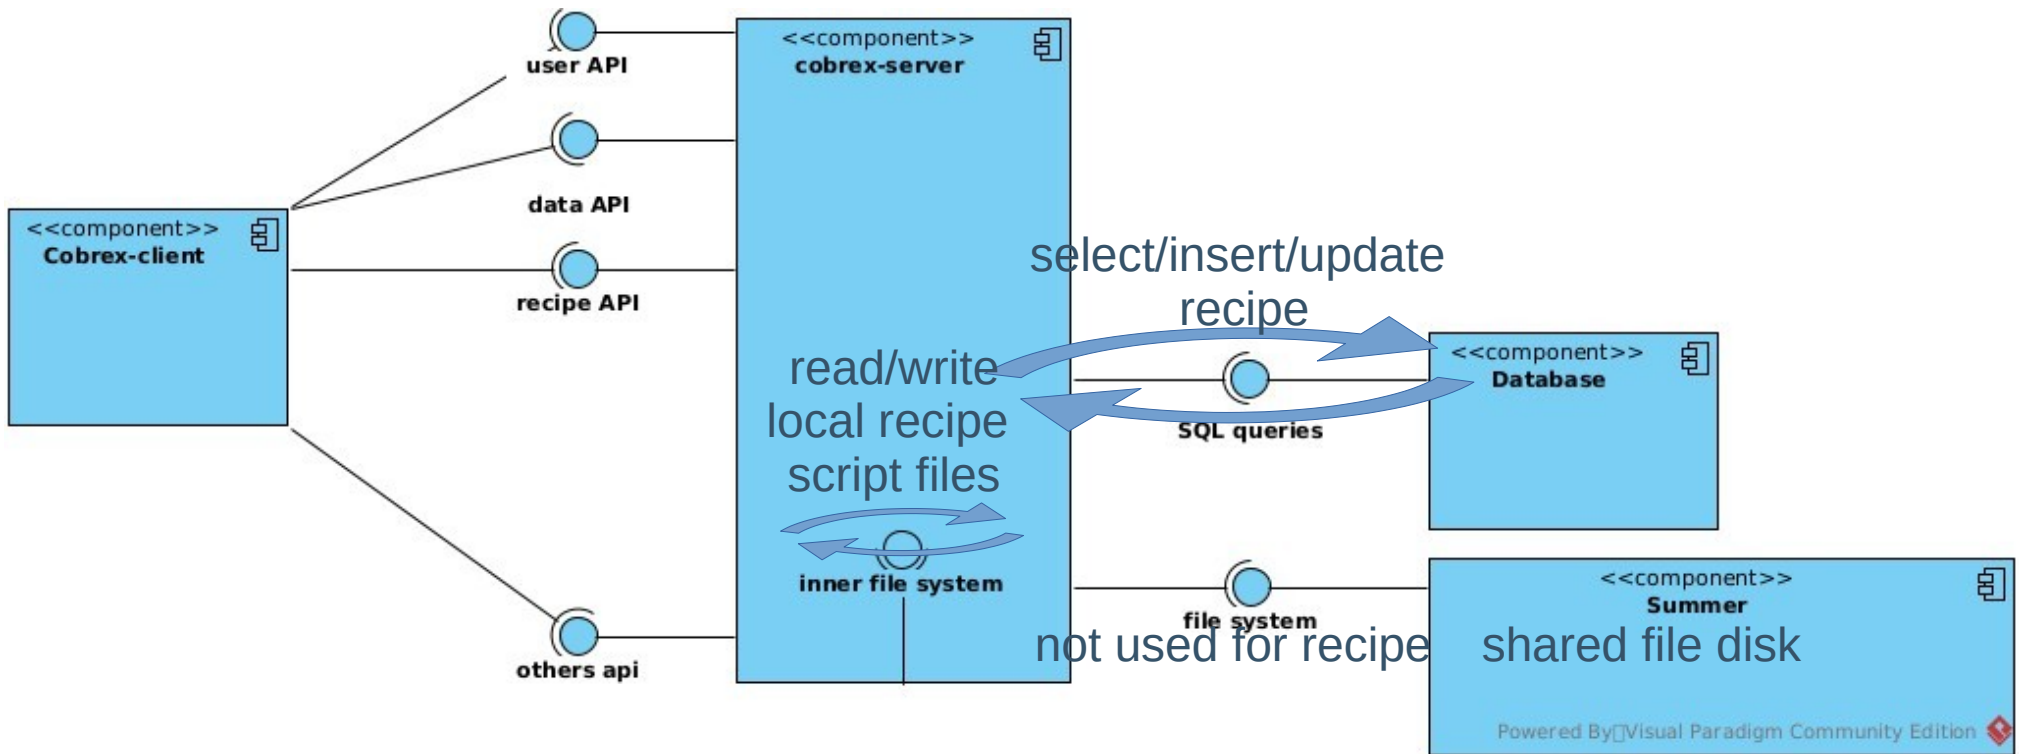 user API
<<component>>
cobrex-server
data API
<<component>>
Cobrex-client
recipe API
select/insert/update
recipe
<<component>>
Database
read/write
local recipe
script files
SQL queries
inner file system
<<component>>
Summer
file system
not used for recipe
shared file disk
others api
Powered By Visual Paradigm Community Edition